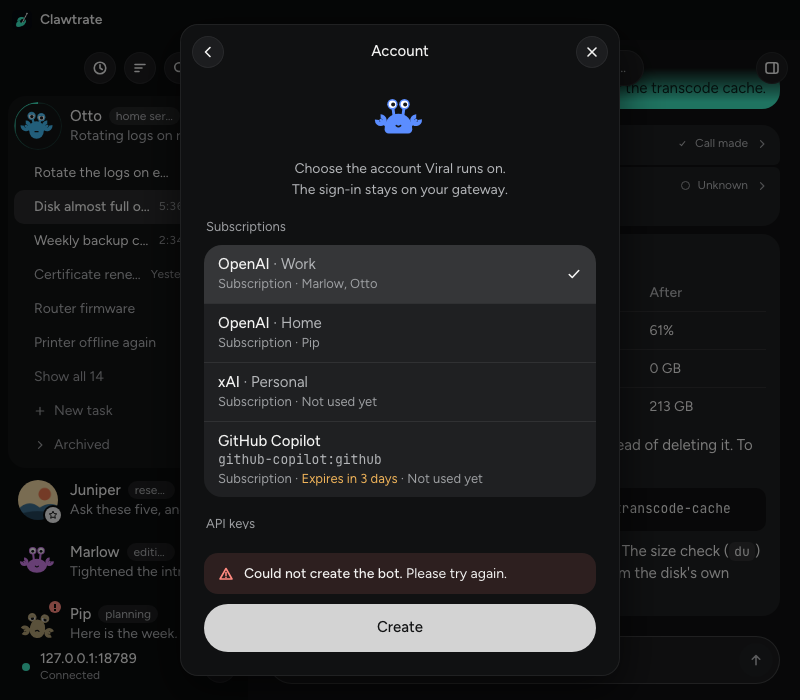 Clawtrate
Account
Otto
home ser...
Rotating logs on
Rotate the logs on e...
Disk almost full o...
Weekly backup c...
Certificate rene...
Router firmware
Printer offline again
Show all 14
+ New task
Archived
Juniper
rese...
Ask these five, an
Marlow
editi...
Tightened the
Pip
planning
Here is the week.
127.0.0.1:18789
Connected
Choose the account Viral runs on.
The sign-in stays on your gateway.
Subscriptions
OpenAI · Work
Subscription · Marlow, Otto
OpenAI · Home
Subscription · Pip
xAI · Personal
Subscription · Not used yet
GitHub Copilot
github-copilot:github
Subscription · Expires in 3 days · Not used yet
API keys
Could not create the bot. Please try again.
Create
the transcode cache.
Call made
Unknown
After
61%
0 GB
213 GB
of deleting it. To
transcode-cache
The size check ( du )
the disk's own